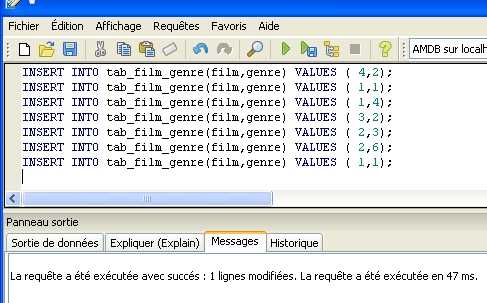 Fichier Édition Affichage Requêtes Favoris Aide
AMDB sur localh
INSERT INTO tab_film_genre(film,genre) VALUES ( 4,2);
INSERT INTO tab_film_genre(film,genre) VALUES ( 1,1);
INSERT INTO tab_film_genre(film,genre) VALUES ( 1,4);
INSERT INTO tab_film_genre(film,genre) VALUES ( 3,2);
INSERT INTO tab_film_genre(film,genre) VALUES ( 2,3);
INSERT INTO tab_film_genre(film,genre) VALUES ( 2,6);
INSERT INTO tab_film_genre(film,genre) VALUES ( 1,1);
Panneau sortie
Sortie de données Expliquer (Explain) Messages Historique
La requête a été exécutée avec succés : 1 lignes modifiées. La requête a été exécutée en 47 ms.